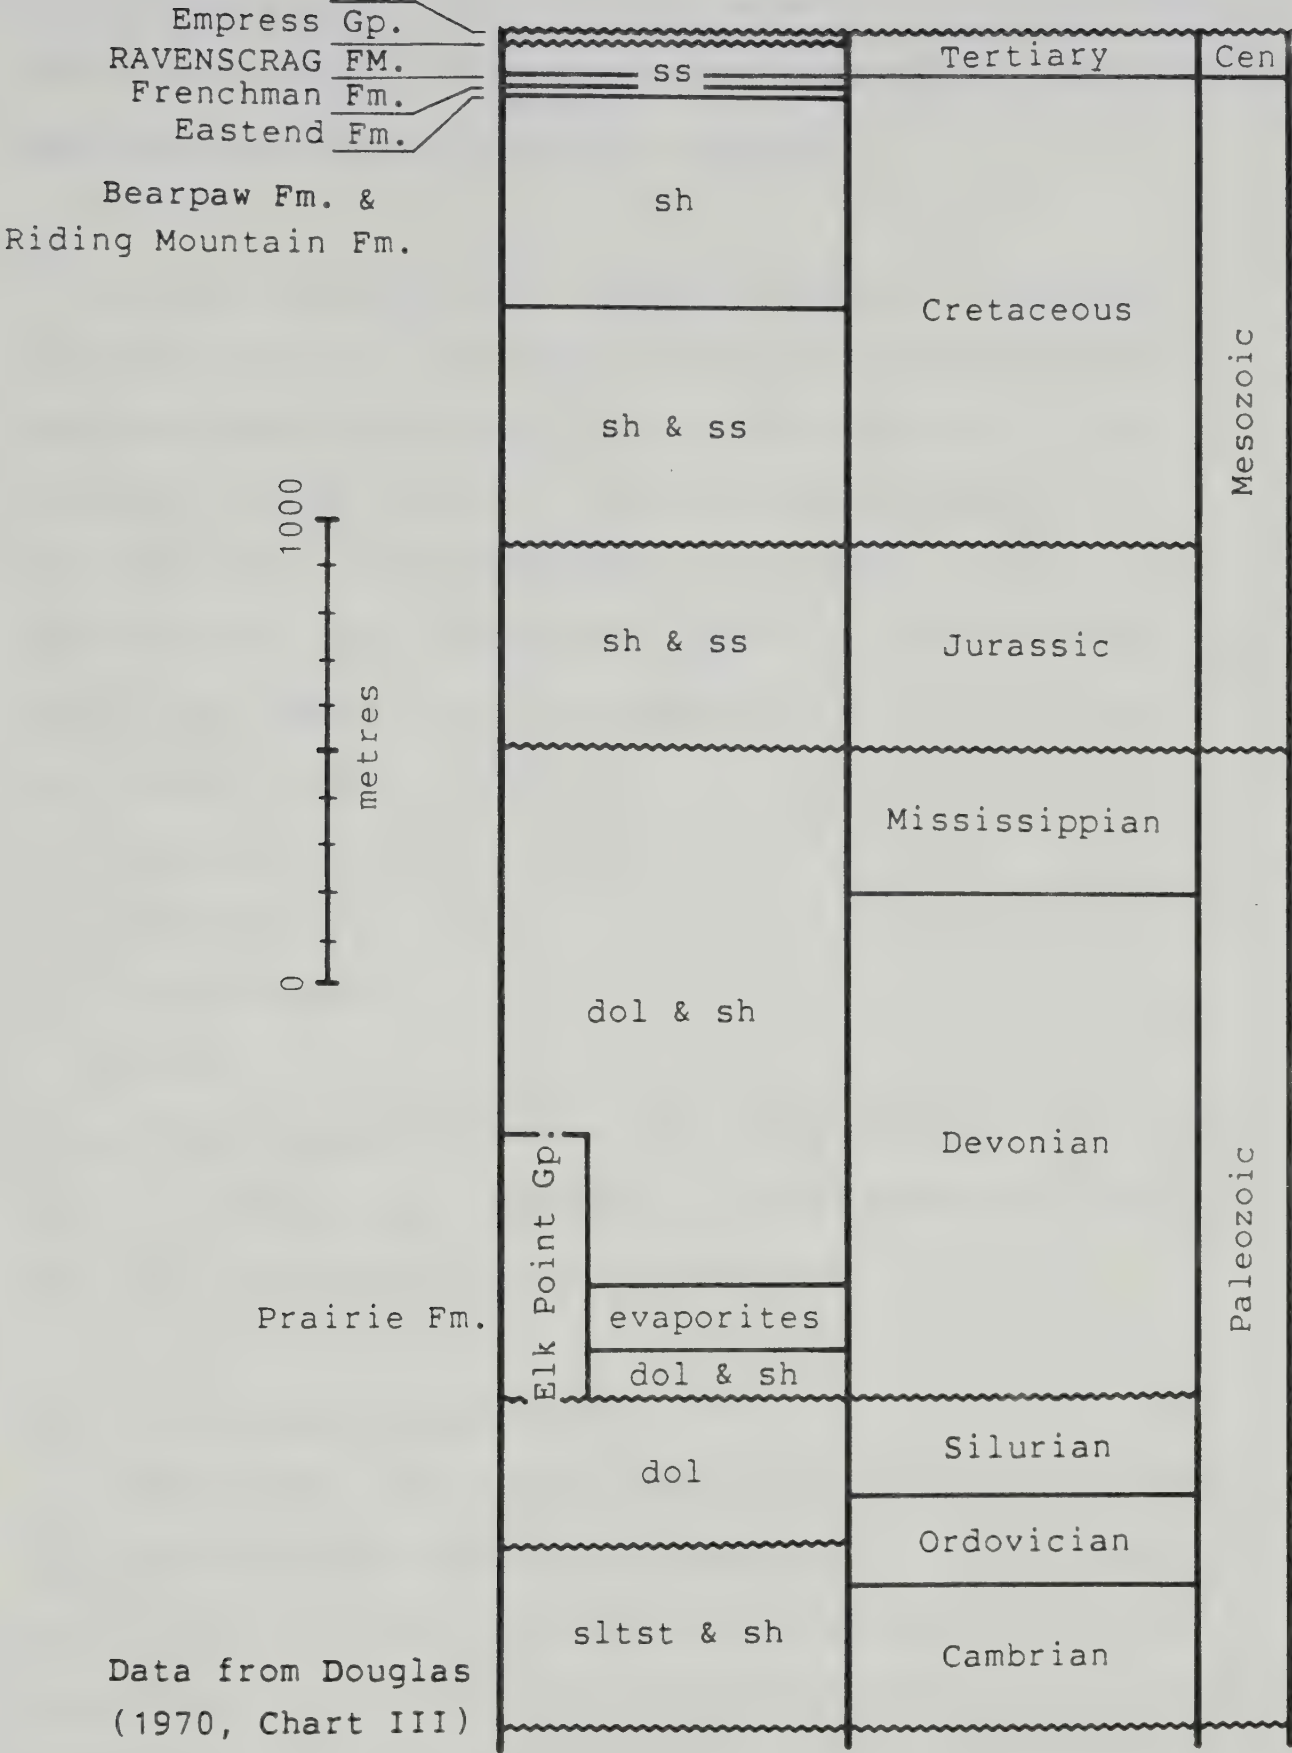 Empress Gp.
RAVENSCRAG FM.
Frenchman Fm.
Eastend Fm.
Bearpaw Fm. &
Riding Mountain Fm.
1000
metres
0
Prairie Fm.
Data from Douglas
(1970, Chart III)
ss
sh
sh & ss
sh & ss
dol & sh
Elk Point Gp.
evaporites
dol & sh
dol
sltst & sh
Tertiary
Cretaceous
Jurassic
Mississippian
Devonian
Silurian
Ordovician
Cambrian
Cen
Mesozoic
Paleozoic